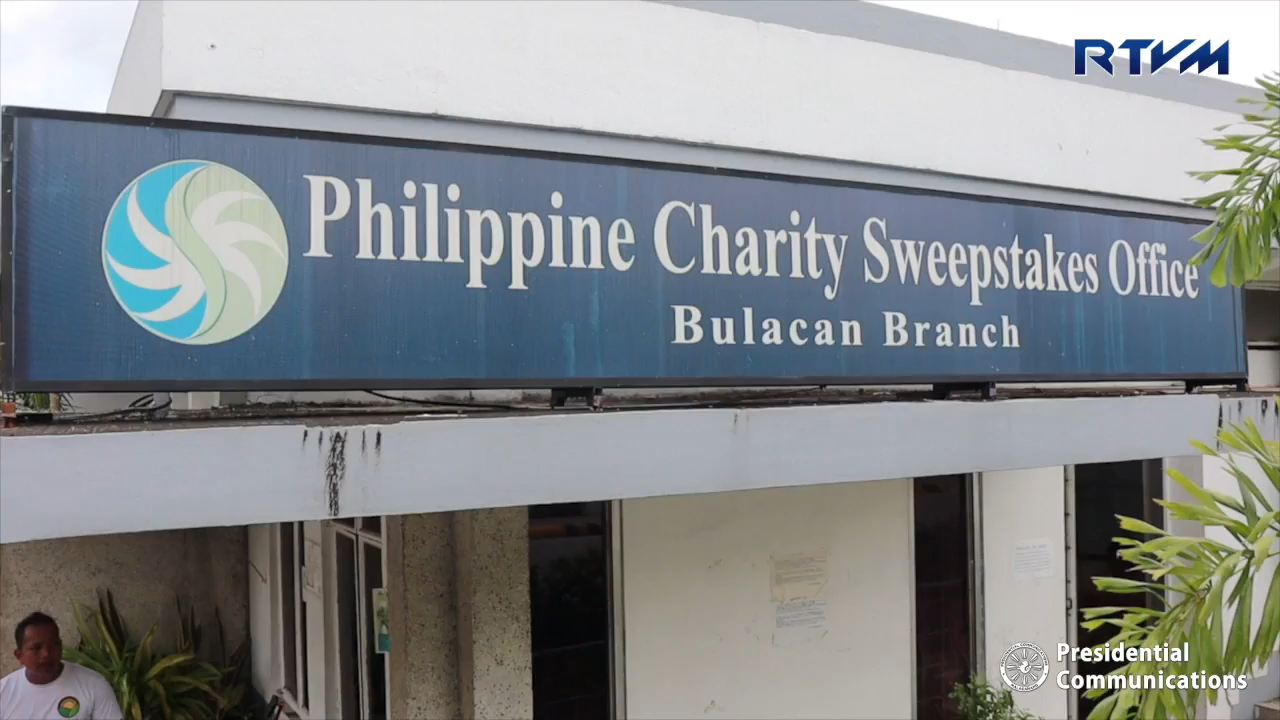 RTVM
Philippine Charity Sweepstakes Office
Bulacan Branch
Presidential
Communications